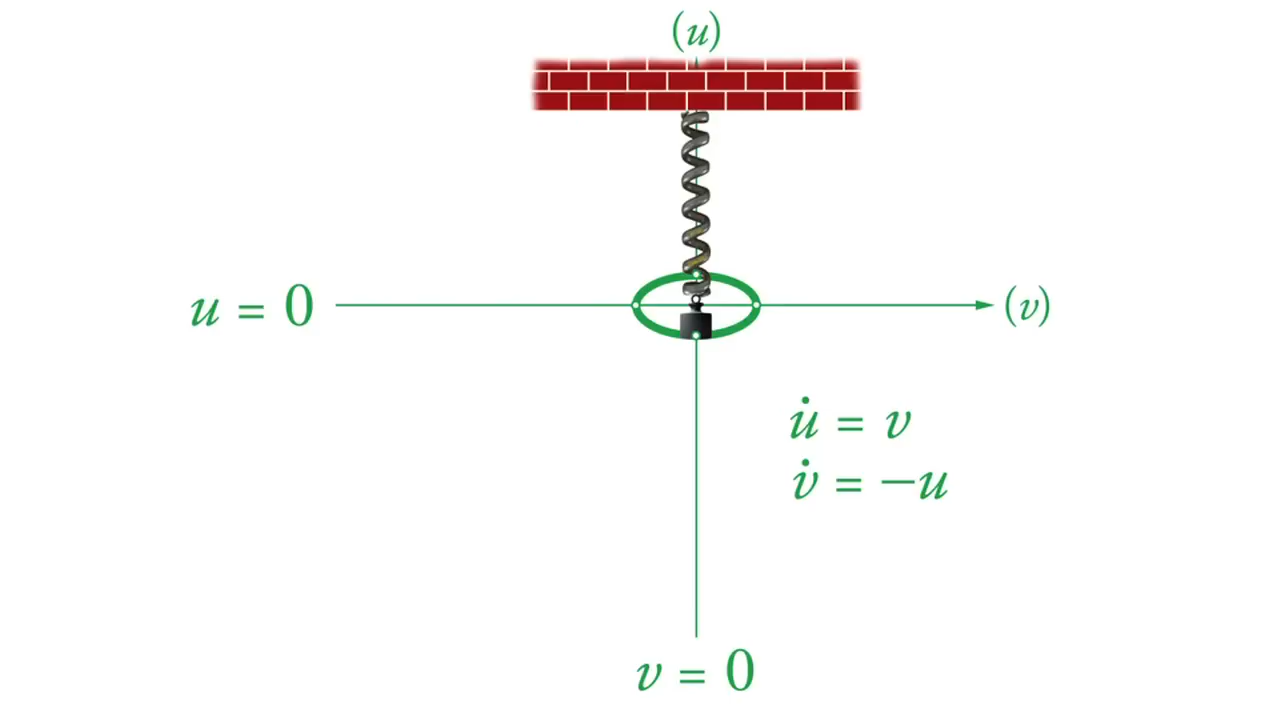 (u)
u = 0
(v)
u̇ = v
v̇ = −u
v = 0